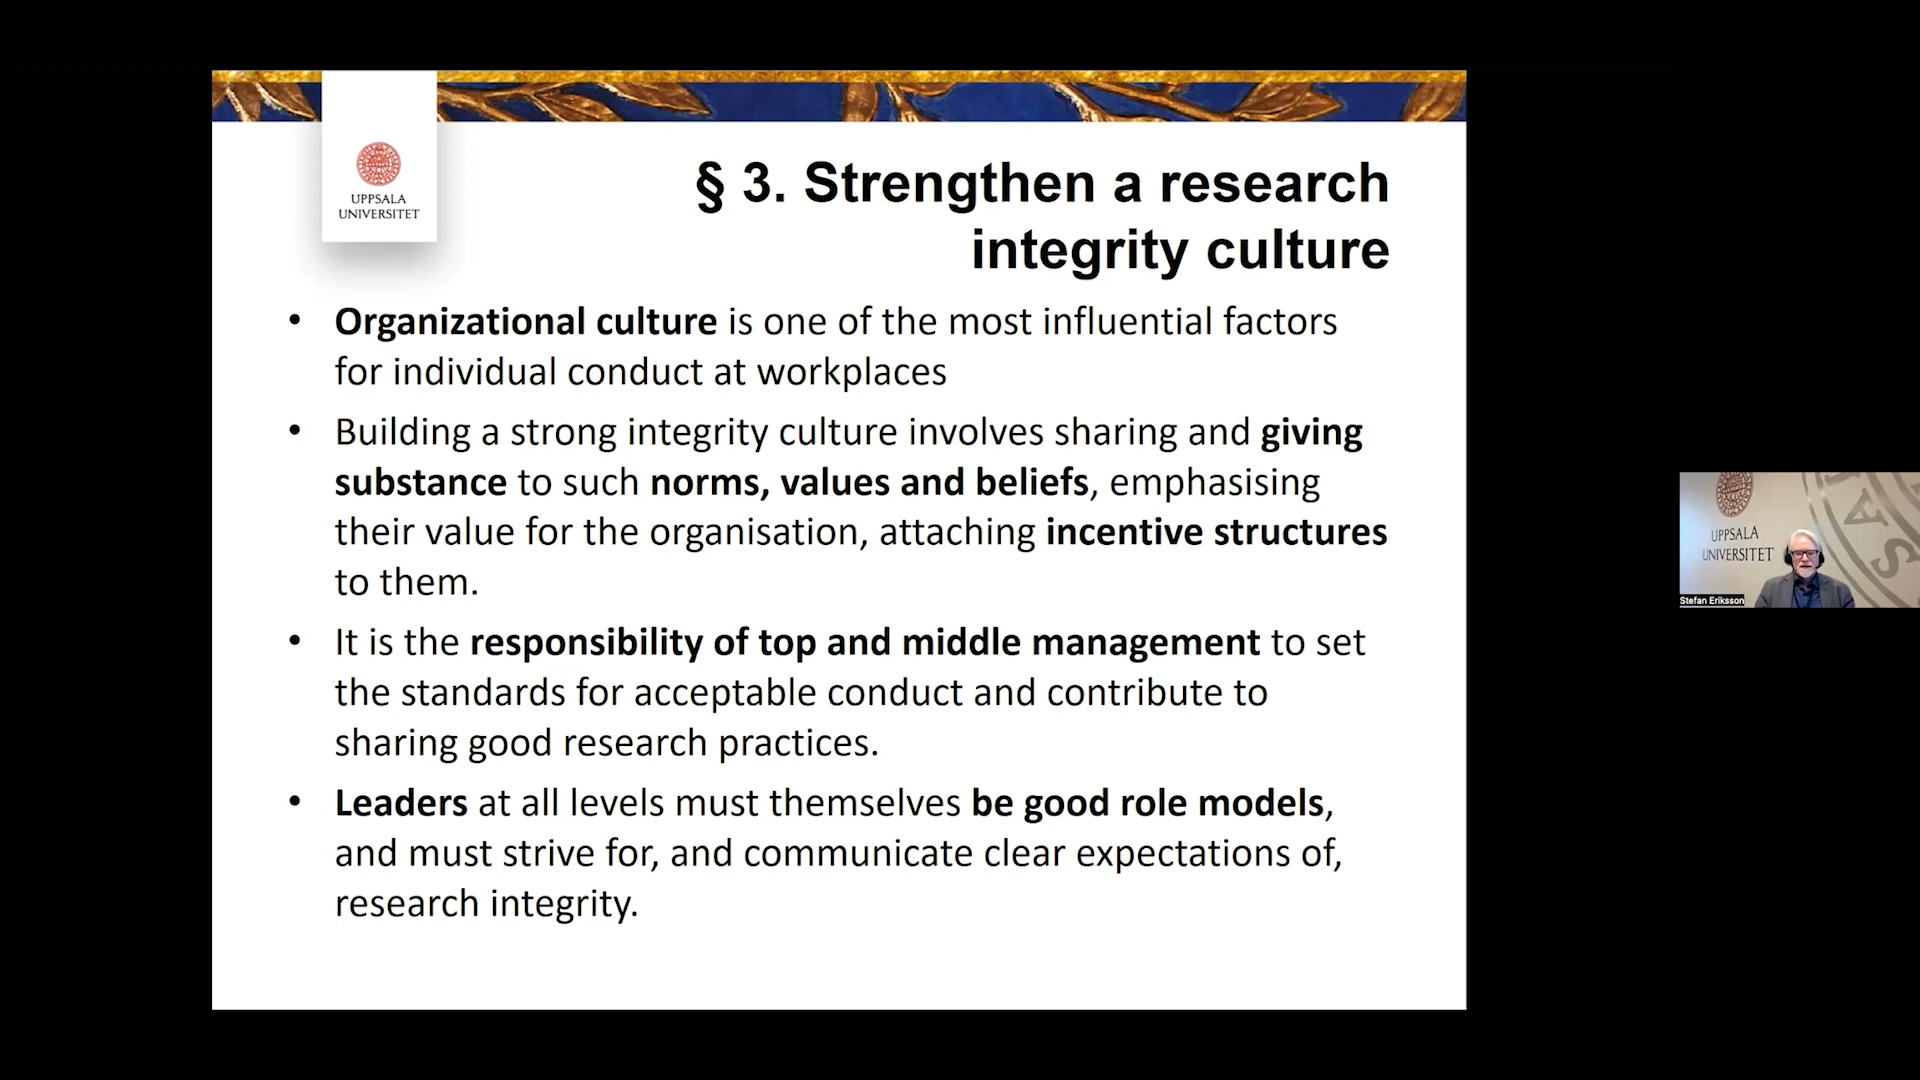 UPPSALA
UNIVERSITET
§ 3. Strengthen a research
integrity culture
• Organizational culture is one of the most influential factors
for individual conduct at workplaces
• Building a strong integrity culture involves sharing and giving
substance to such norms, values and beliefs, emphasising
their value for the organisation, attaching incentive structures
to them.
• It is the responsibility of top and middle management to set
the standards for acceptable conduct and contribute to
sharing good research practices.
• Leaders at all levels must themselves be good role models,
and must strive for, and communicate clear expectations of,
research integrity.
UPPSALA
UNIVERSITET
Stefan Eriksson